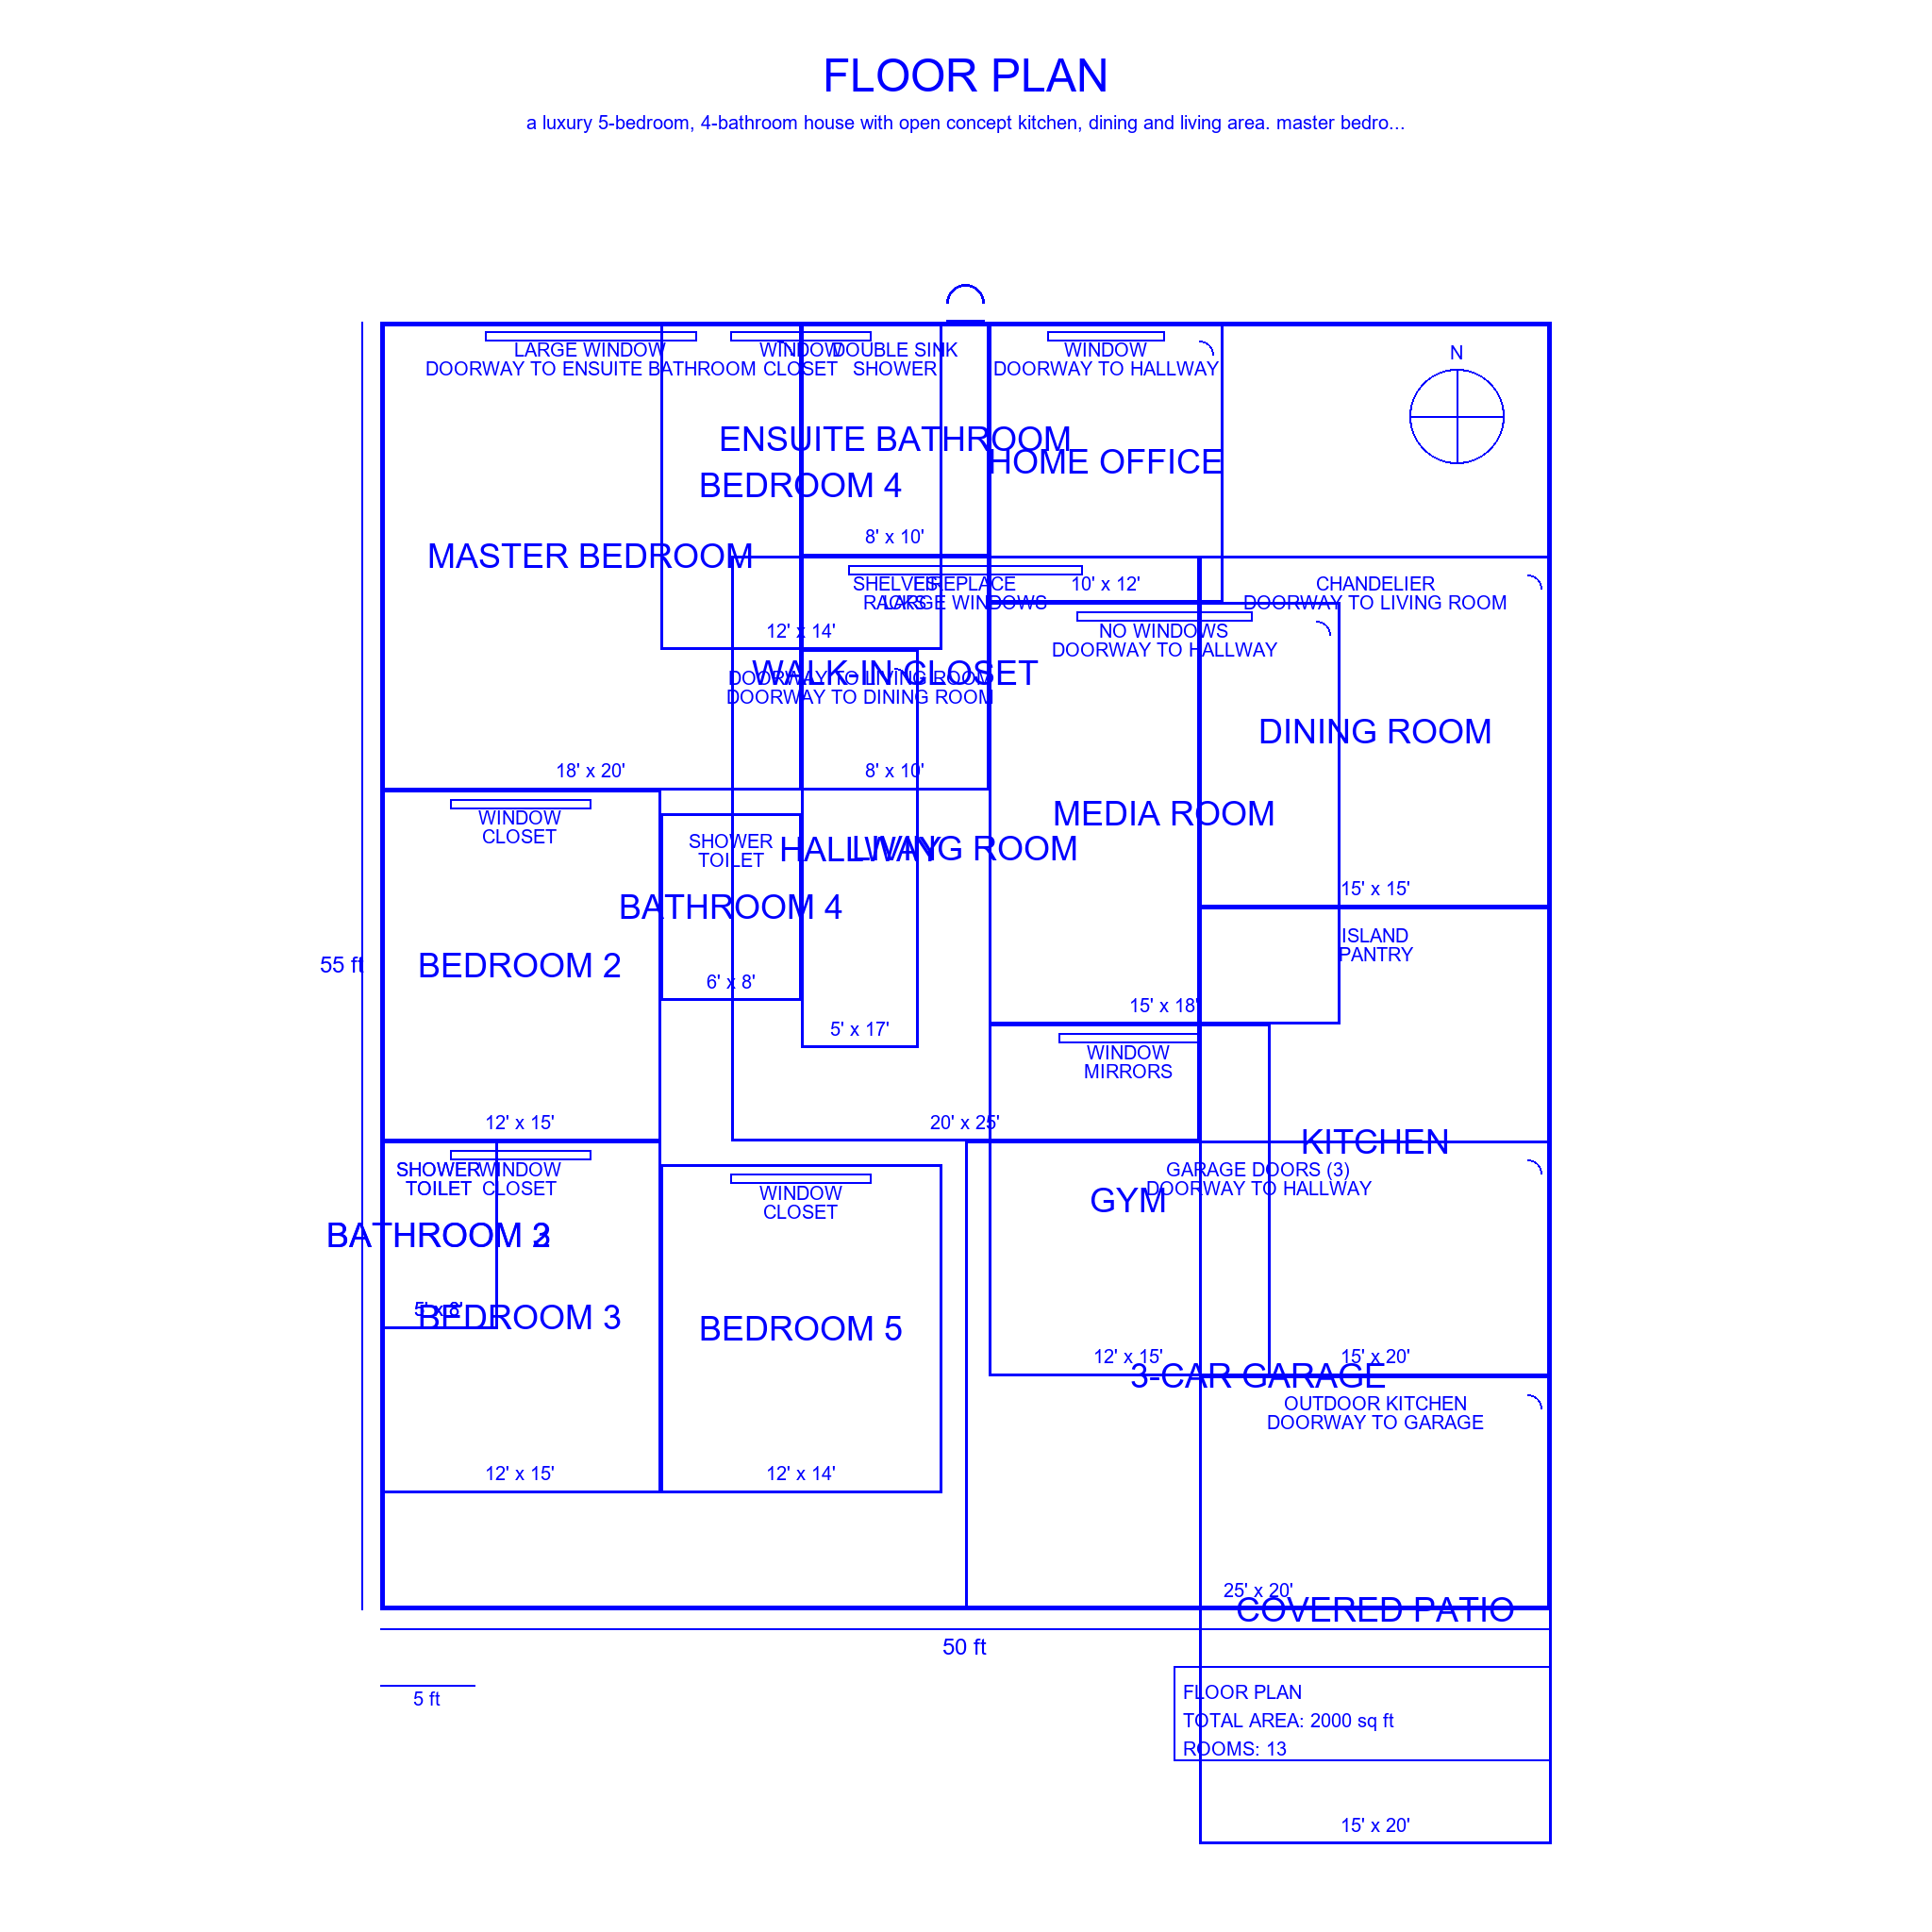 FLOOR PLAN
a luxury 5-bedroom, 4-bathroom house with open concept kitchen, dining and living area. master bedro...
LARGE WINDOW
DOORWAY TO ENSUITE BATHROOM
WINDOW
CLOSET
DOUBLE SINK
SHOWER
WINDOW
DOORWAY TO HALLWAY
N
ENSUITE BATHROOM
HOME OFFICE
BEDROOM 4
8' x 10'
MASTER BEDROOM
SHELVES
RACKS
FIREPLACE
LARGE WINDOWS
10' x 12'
CHANDELIER
DOORWAY TO LIVING ROOM
12' x 14'
NO WINDOWS
DOORWAY TO HALLWAY
WALK-IN CLOSET
DOORWAY TO LIVING ROOM
DOORWAY TO DINING ROOM
DINING ROOM
18' x 20'
8' x 10'
WINDOW
CLOSET
SHOWER
TOILET
HALLWAY
LIVING ROOM
MEDIA ROOM
15' x 15'
BATHROOM 4
ISLAND
PANTRY
55 ft
BEDROOM 2
6' x 8'
15' x 18'
5' x 17'
WINDOW
MIRRORS
12' x 15'
20' x 25'
KITCHEN
SHOWER
TOILET
WINDOW
CLOSET
WINDOW
CLOSET
GARAGE DOORS (3)
DOORWAY TO HALLWAY
GYM
BATHROOM 2
BATHROOM 3
5' x 8'
BEDROOM 3
BEDROOM 5
12' x 15'
15' x 20'
3-CAR GARAGE
OUTDOOR KITCHEN
DOORWAY TO GARAGE
12' x 15'
12' x 14'
25' x 20'
COVERED PATIO
50 ft
5 ft
FLOOR PLAN
TOTAL AREA: 2000 sq ft
ROOMS: 13
15' x 20'